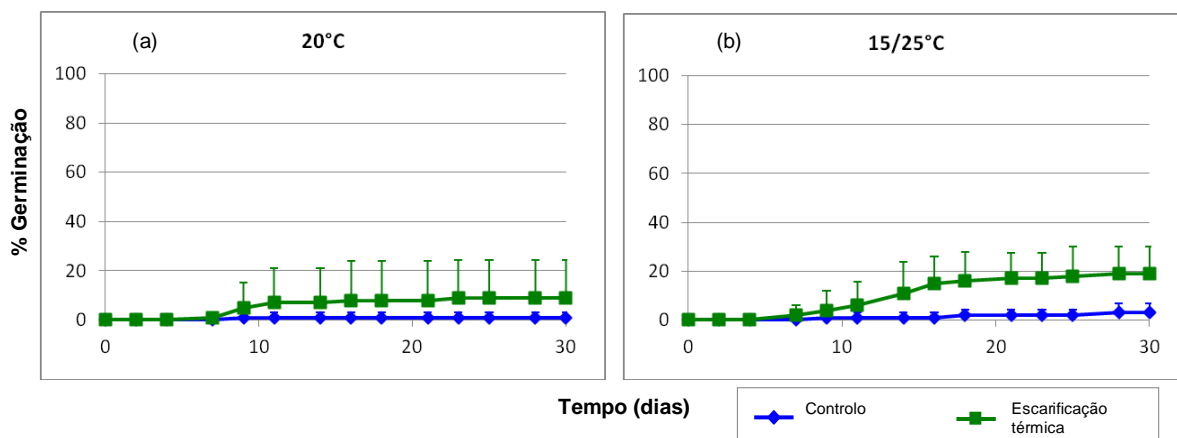 (a) 20°C
100
80
60
40
20
0
0 10 20 30
(b) 15/25°C
100
80
60
40
20
0
0 10 20 30
% Germinação
Tempo (dias)
Controlo
Escarificação
térmica